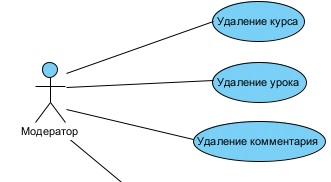 Удаление курса
Удаление урока
Модератор
Удаление комментария